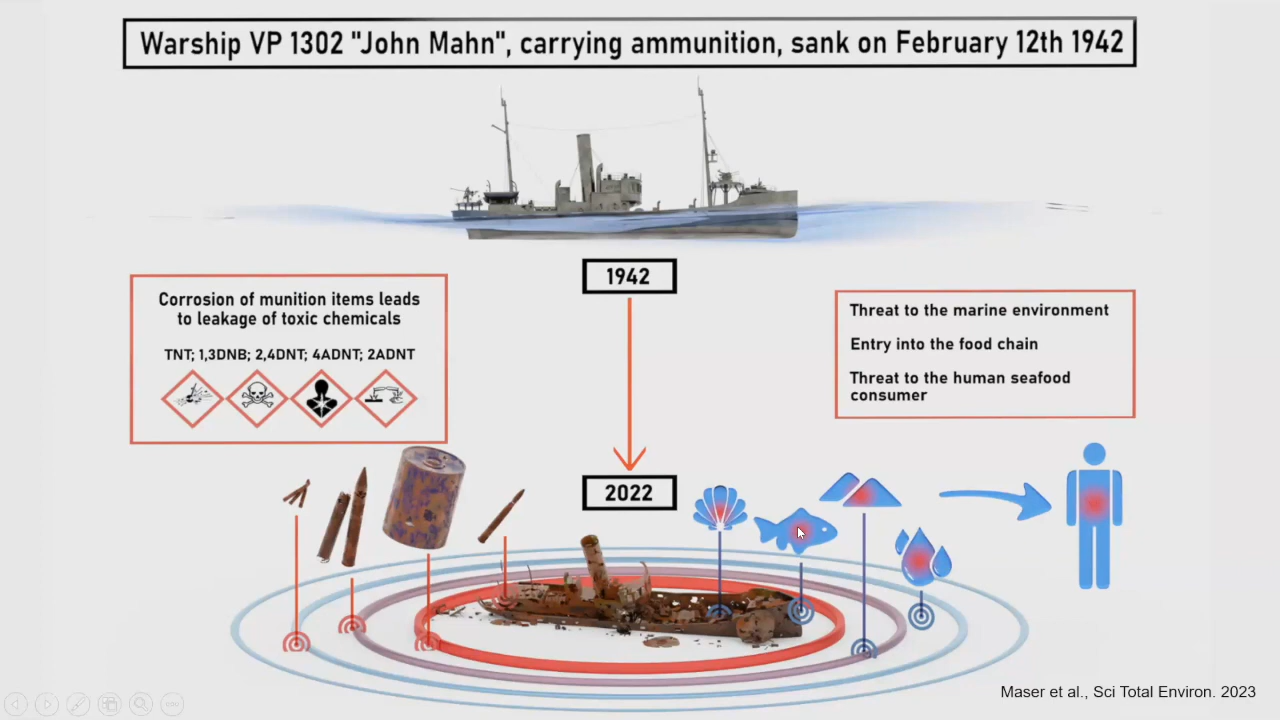 Warship VP 1302 "John Mahn", carrying ammunition, sank on February 12th 1942
1942
Corrosion of munition items leads
to leakage of toxic chemicals
TNT; 1,3DNB; 2,4DNT; 4ADNT; 2ADNT
Threat to the marine environment
Entry into the food chain
Threat to the human seafood
consumer
2022
Maser et al., Sci Total Environ. 2023